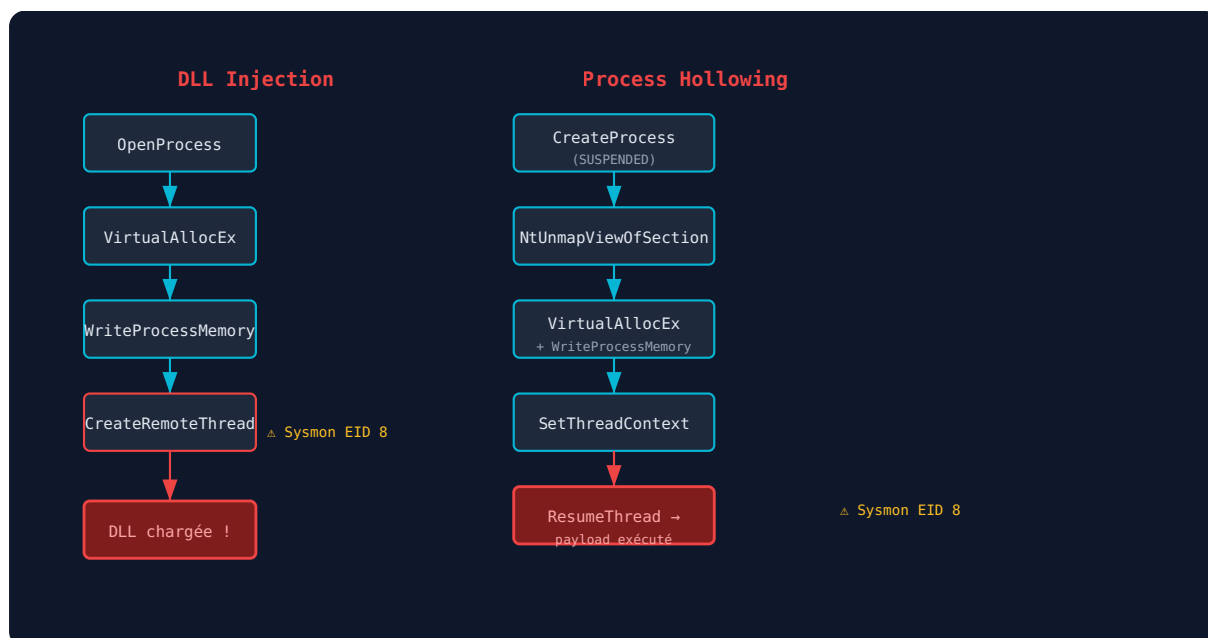 DLL Injection
OpenProcess
VirtualAllocEx
WriteProcessMemory
CreateRemoteThread
⚠ Sysmon EID 8
DLL chargée !
Process Hollowing
CreateProcess
(SUSPENDED)
NtUnmapViewOfSection
VirtualAllocEx
+ WriteProcessMemory
SetThreadContext
ResumeThread →
payload exécuté
⚠ Sysmon EID 8